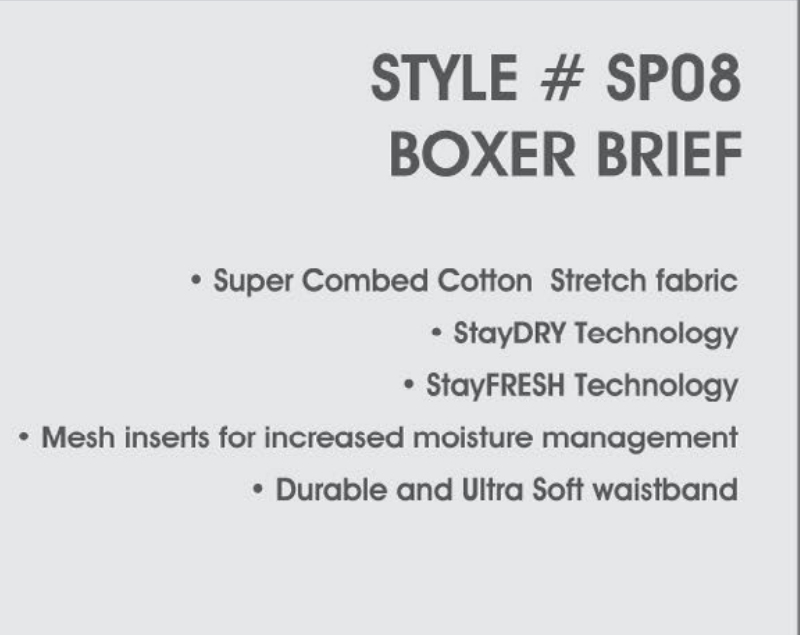 STYLE # SP08
BOXER BRIEF
• Super Combed Cotton Stretch fabric
• StayDRY Technology
• StayFRESH Technology
• Mesh inserts for increased moisture management
• Durable and Ultra Soft waistband